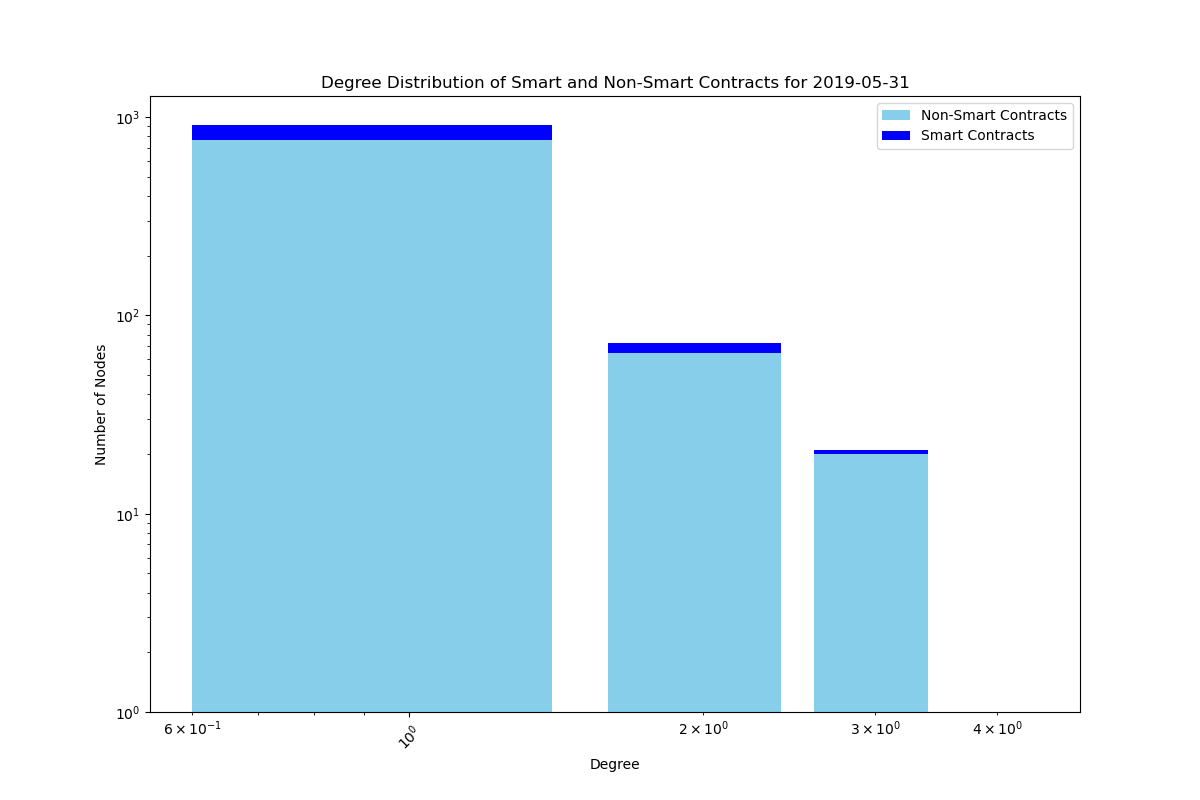 Degree Distribution of Smart and Non-Smart Contracts for 2019-05-31
Non-Smart Contracts
Smart Contracts
Number of Nodes
10³
10²
10¹
10⁰
6 × 10⁻¹
10⁰
2 × 10⁰
3 × 10⁰
4 × 10⁰
Degree